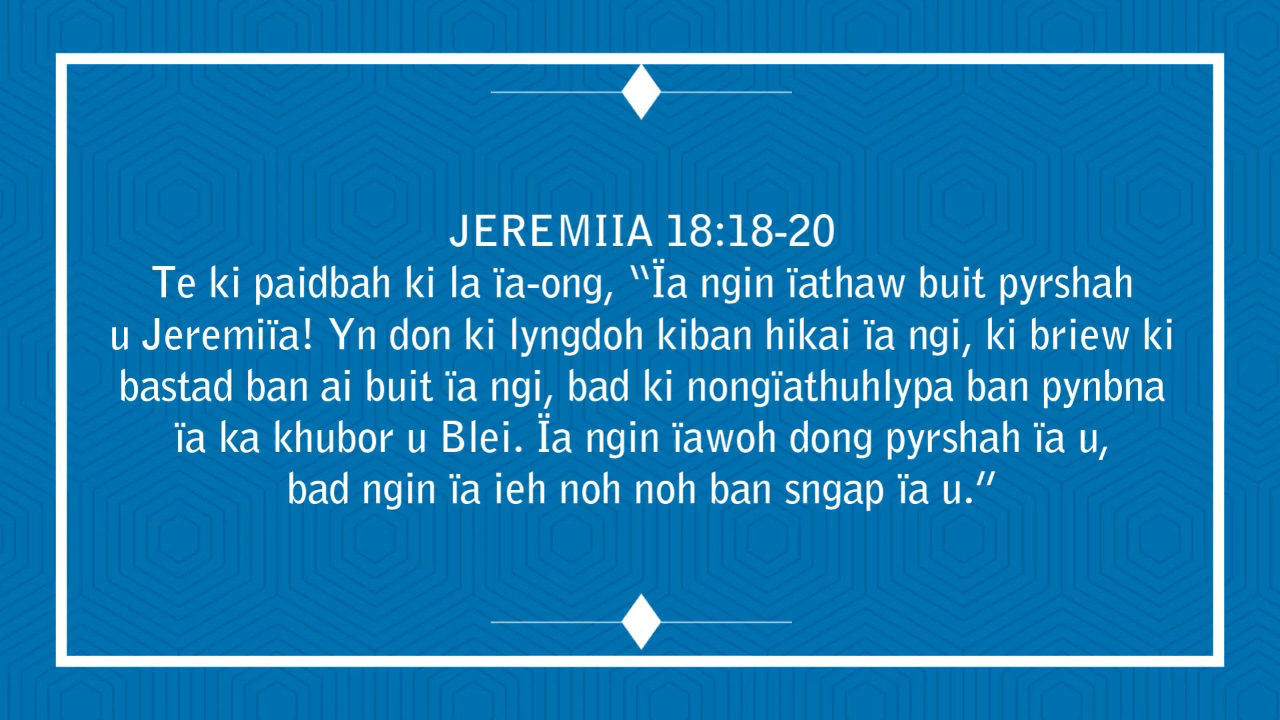 JEREMIIA 18:18-20
Te ki paidbah ki la ïa-ong, “Ïa ngin ïathaw buit pyrshah
u Jeremiïa! Yn don ki lyngdoh kiban hikai ïa ngi, ki briew ki
bastad ban ai buit ïa ngi, bad ki nongïathuhlypa ban pynbna
ïa ka khubor u Blei. Ïa ngin ïawoh dong pyrshah ïa u,
bad ngin ïa ieh noh noh ban sngap ïa u.”